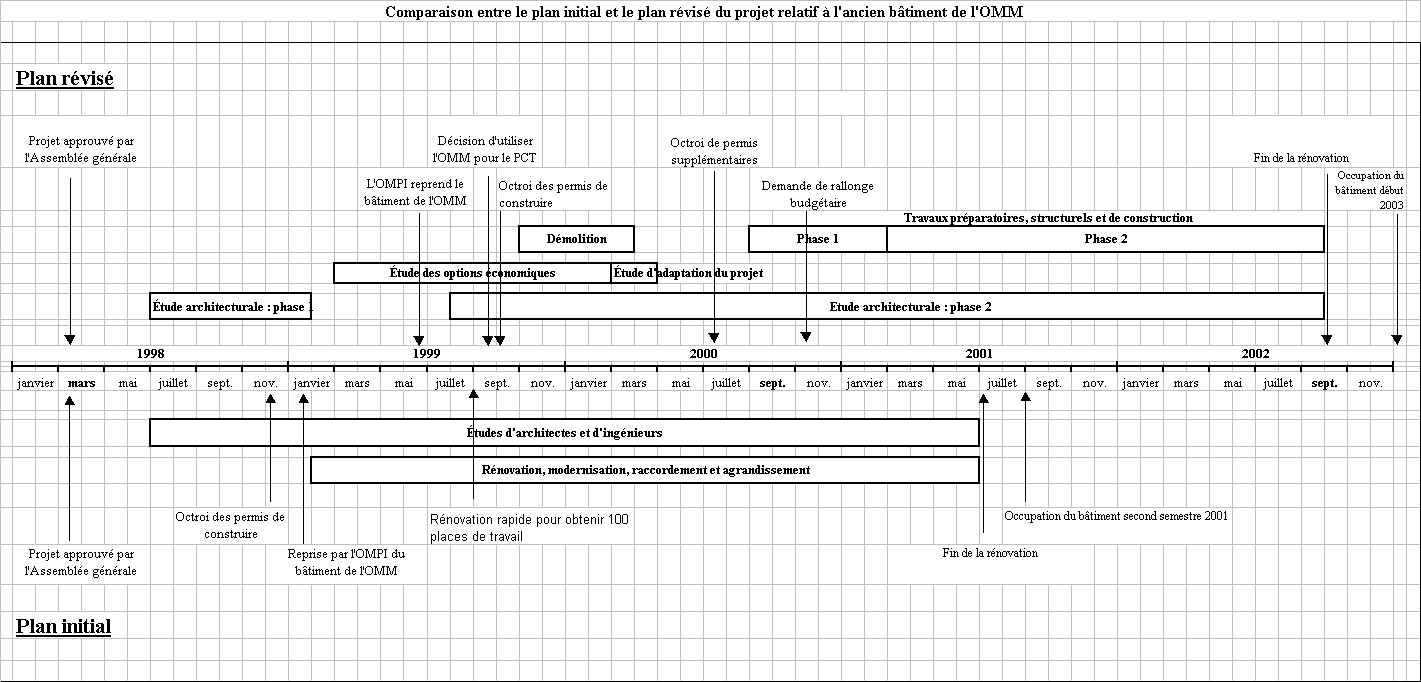 Comparaison entre le plan initial et le plan révisé du projet relatif à l'ancien bâtiment de l'OMM
Plan révisé
Projet approuvé par
l'Assemblée générale
Décision d'utiliser
l'OMM pour le PCT
Octroi de permis
supplémentaires
Fin de la rénovation
L'OMPI reprend le
bâtiment de l'OMM
Octroi des permis de
construire
Demande de rallonge
budgétaire
Occupation du
bâtiment début
2003
Travaux préparatoires, structurels et de construction
Démolition
Phase 1
Phase 2
Étude des options économiques
Étude d'adaptation du projet
Étude architecturale : phase 1
Etude architecturale : phase 2
1998 1999 2000 2001 2002
janvier mars mai juillet sept. nov. janvier mars mai juillet sept. nov. janvier mars mai juillet sept. nov. janvier mars mai juillet sept. nov. janvier mars mai juillet sept. nov.
Études d'architectes et d'ingénieurs
Rénovation, modernisation, raccordement et agrandissement
Octroi des permis de
construire
Rénovation rapide pour obtenir 100
places de travail
Occupation du bâtiment second semestre 2001
Projet approuvé par
l'Assemblée générale
Reprise par l'OMPI du
bâtiment de l'OMM
Fin de la rénovation
Plan initial